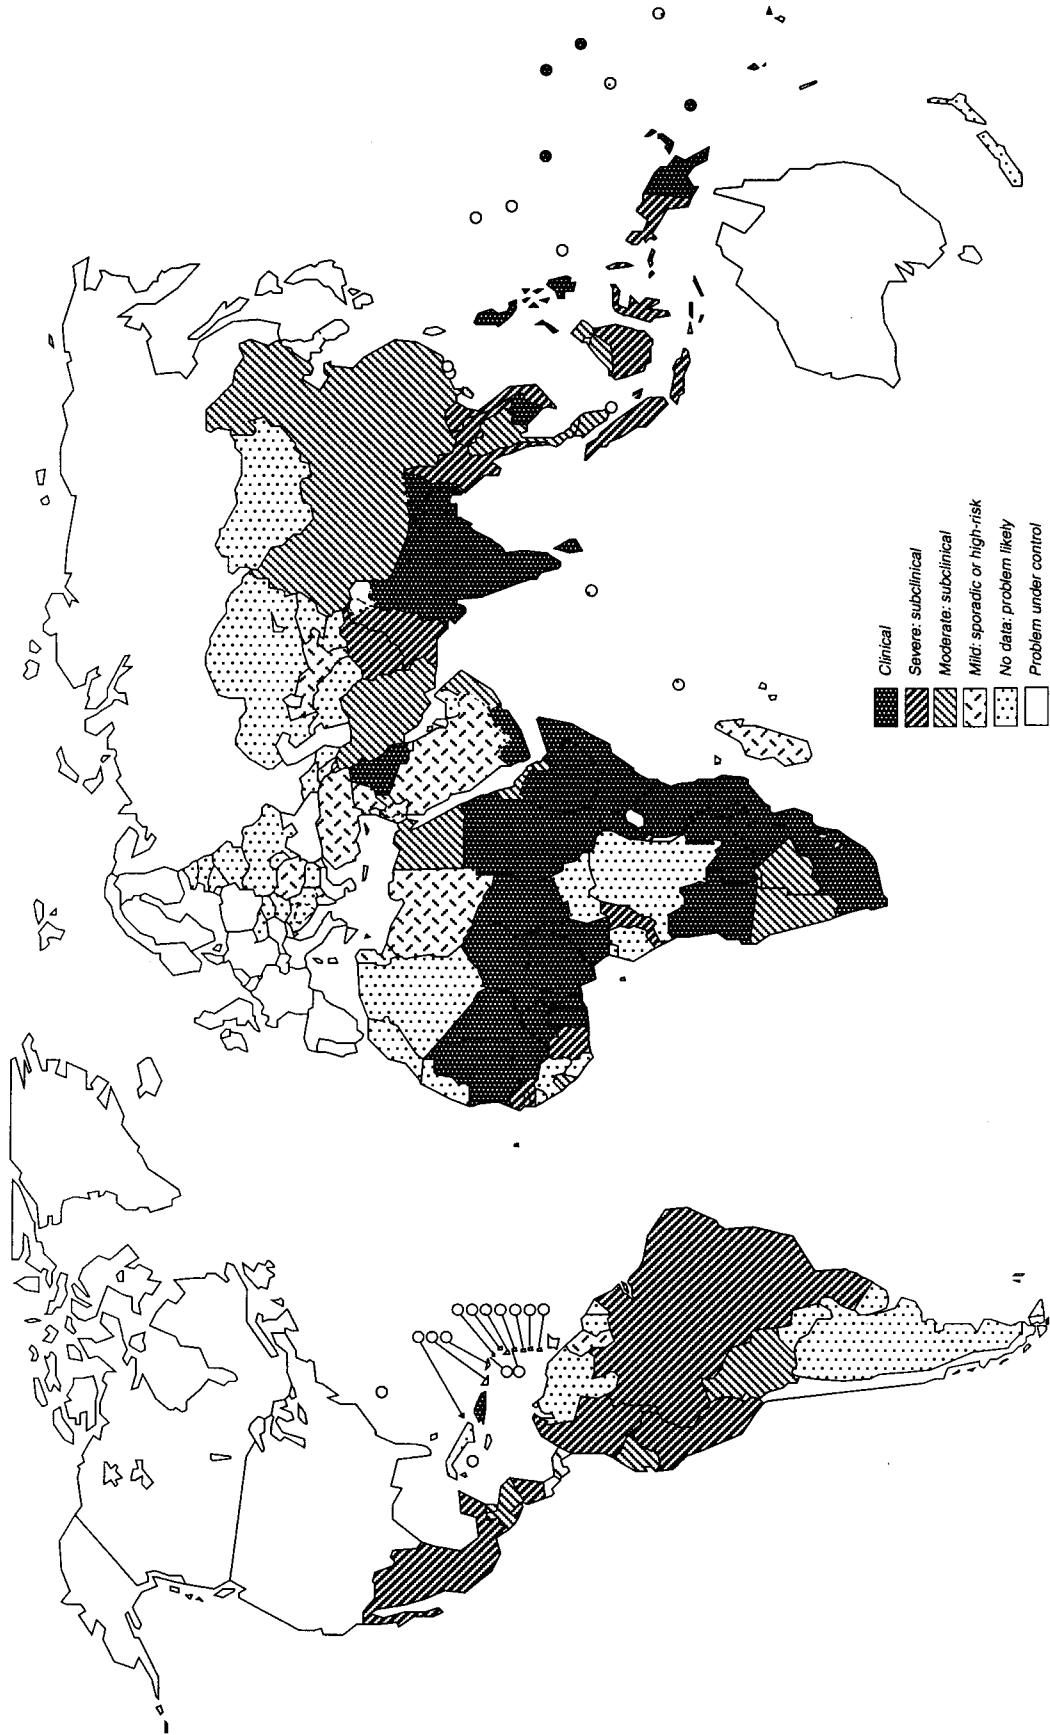 Clinical
Severe: subclinical
Moderate: subclinical
Mild: sporadic or high-risk
No data: problem likely
Problem under control